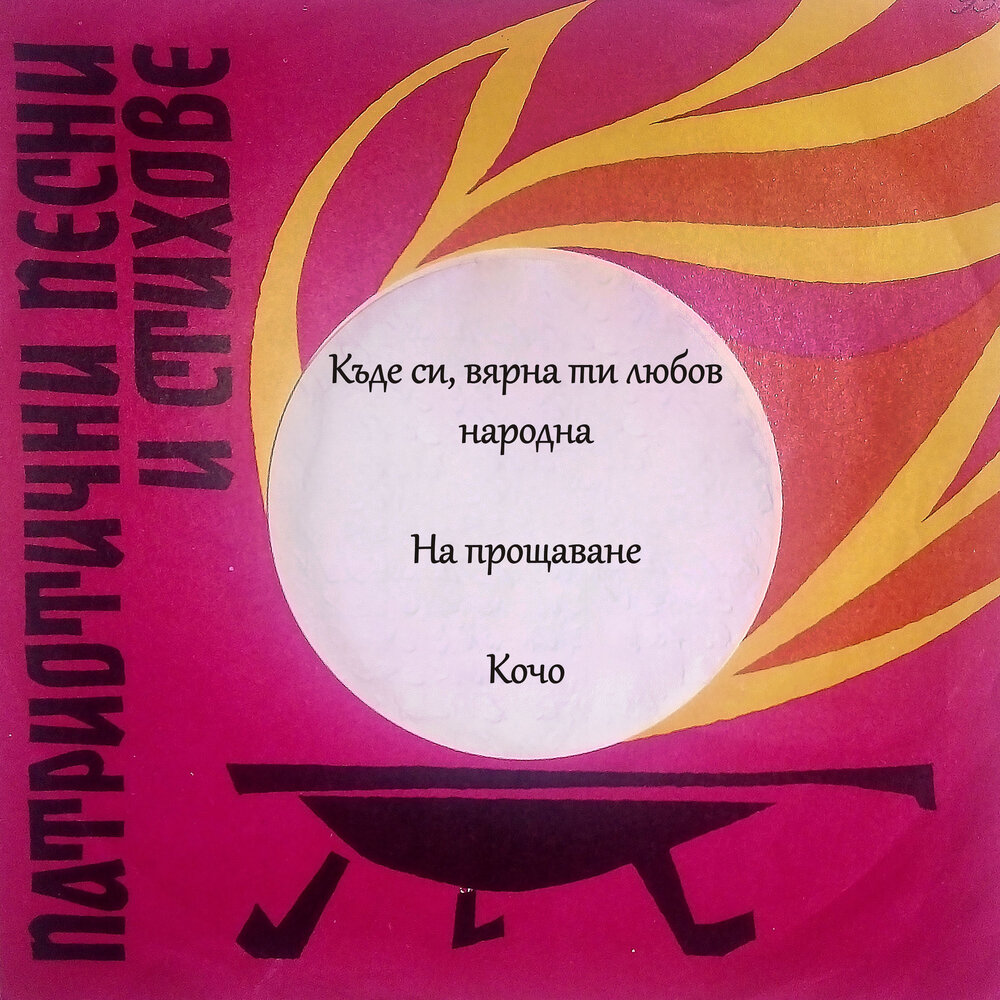 ПАТРИОТИЧНИ ПЕСНИ
И СТИХОВЕ
Къде си, вярна ти любов
народна
На прощаване
Кочо